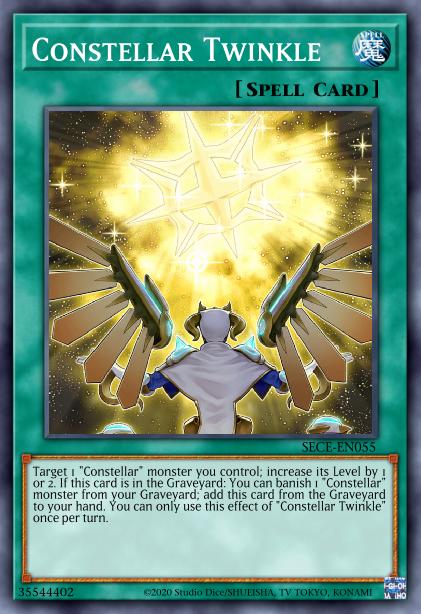 CONSTELLAR TWINKLE
SPELL
魔
[SPELL CARD]
SECE-EN055
Target 1 "Constellar" monster you control; increase its Level by 1
or 2. If this card is in the Graveyard: You can banish 1 "Constellar"
monster from your Graveyard; add this card from the Graveyard
to your hand. You can only use this effect of "Constellar Twinkle"
once per turn.
35544402
©2020 Studio Dice/SHUEISHA, TV TOKYO, KONAMI